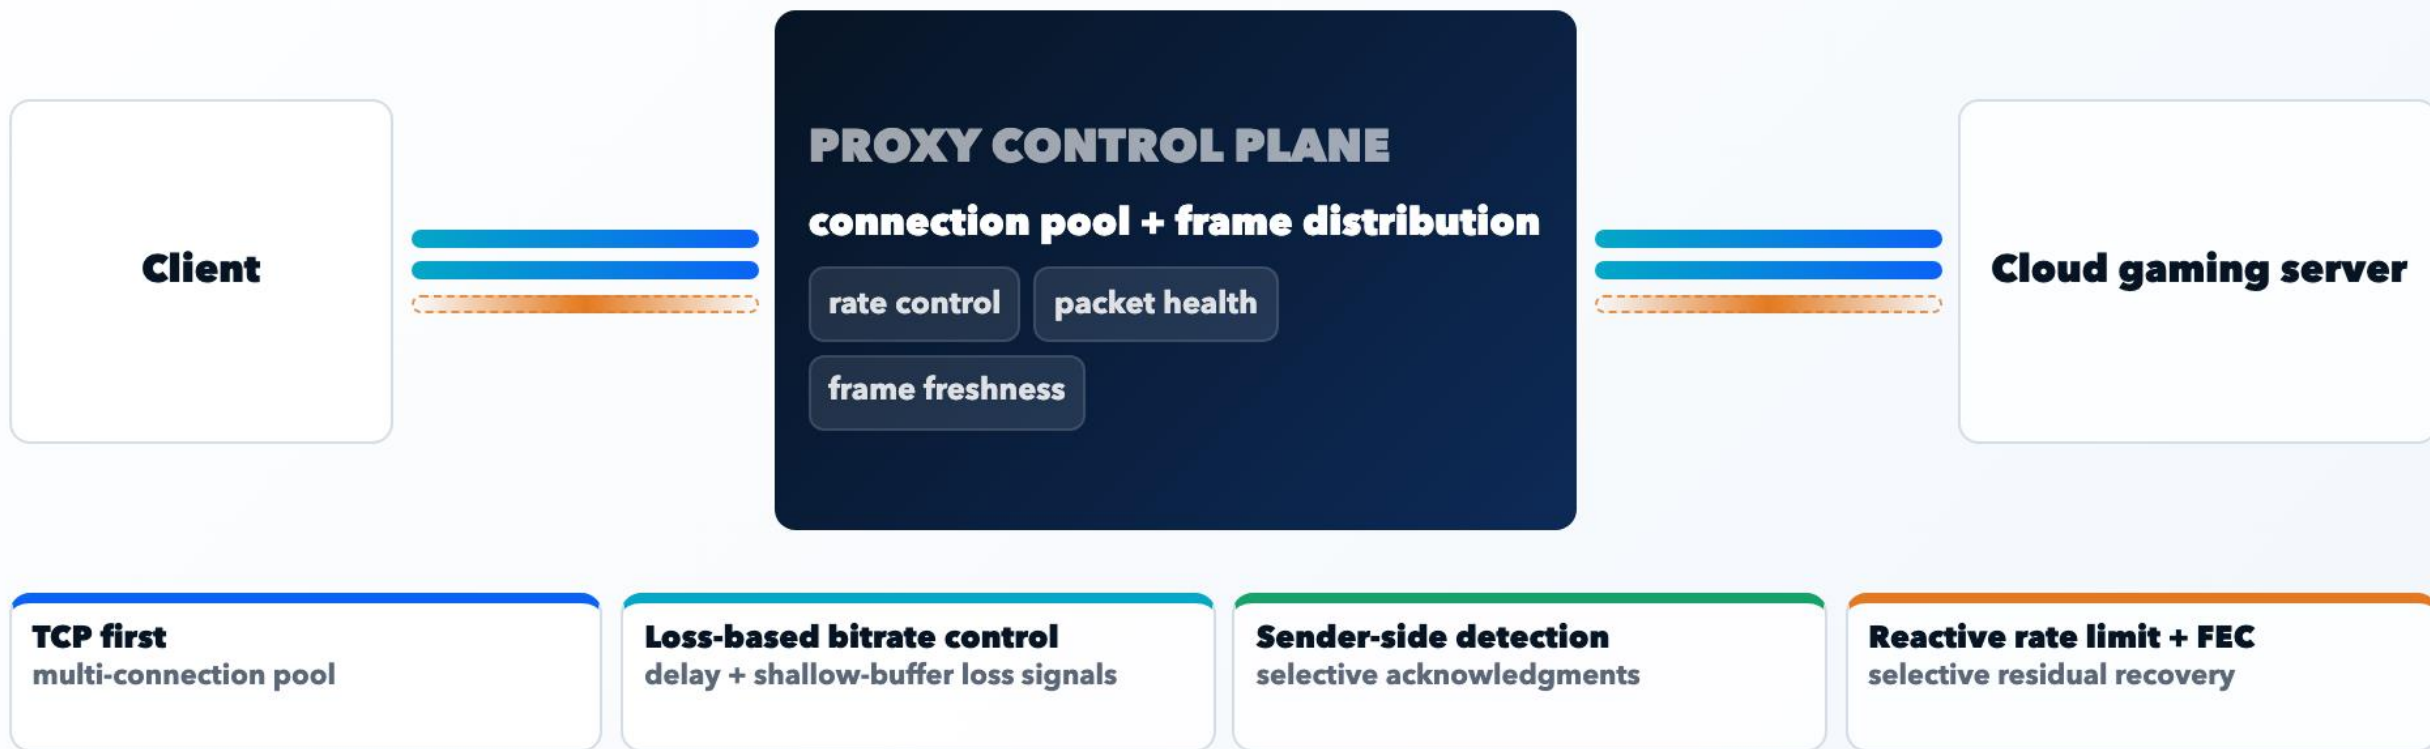 Client
PROXY CONTROL PLANE
connection pool + frame distribution
rate control
packet health
frame freshness
Cloud gaming server
TCP first
multi-connection pool
Loss-based bitrate control
delay + shallow-buffer loss signals
Sender-side detection
selective acknowledgments
Reactive rate limit + FEC
selective residual recovery